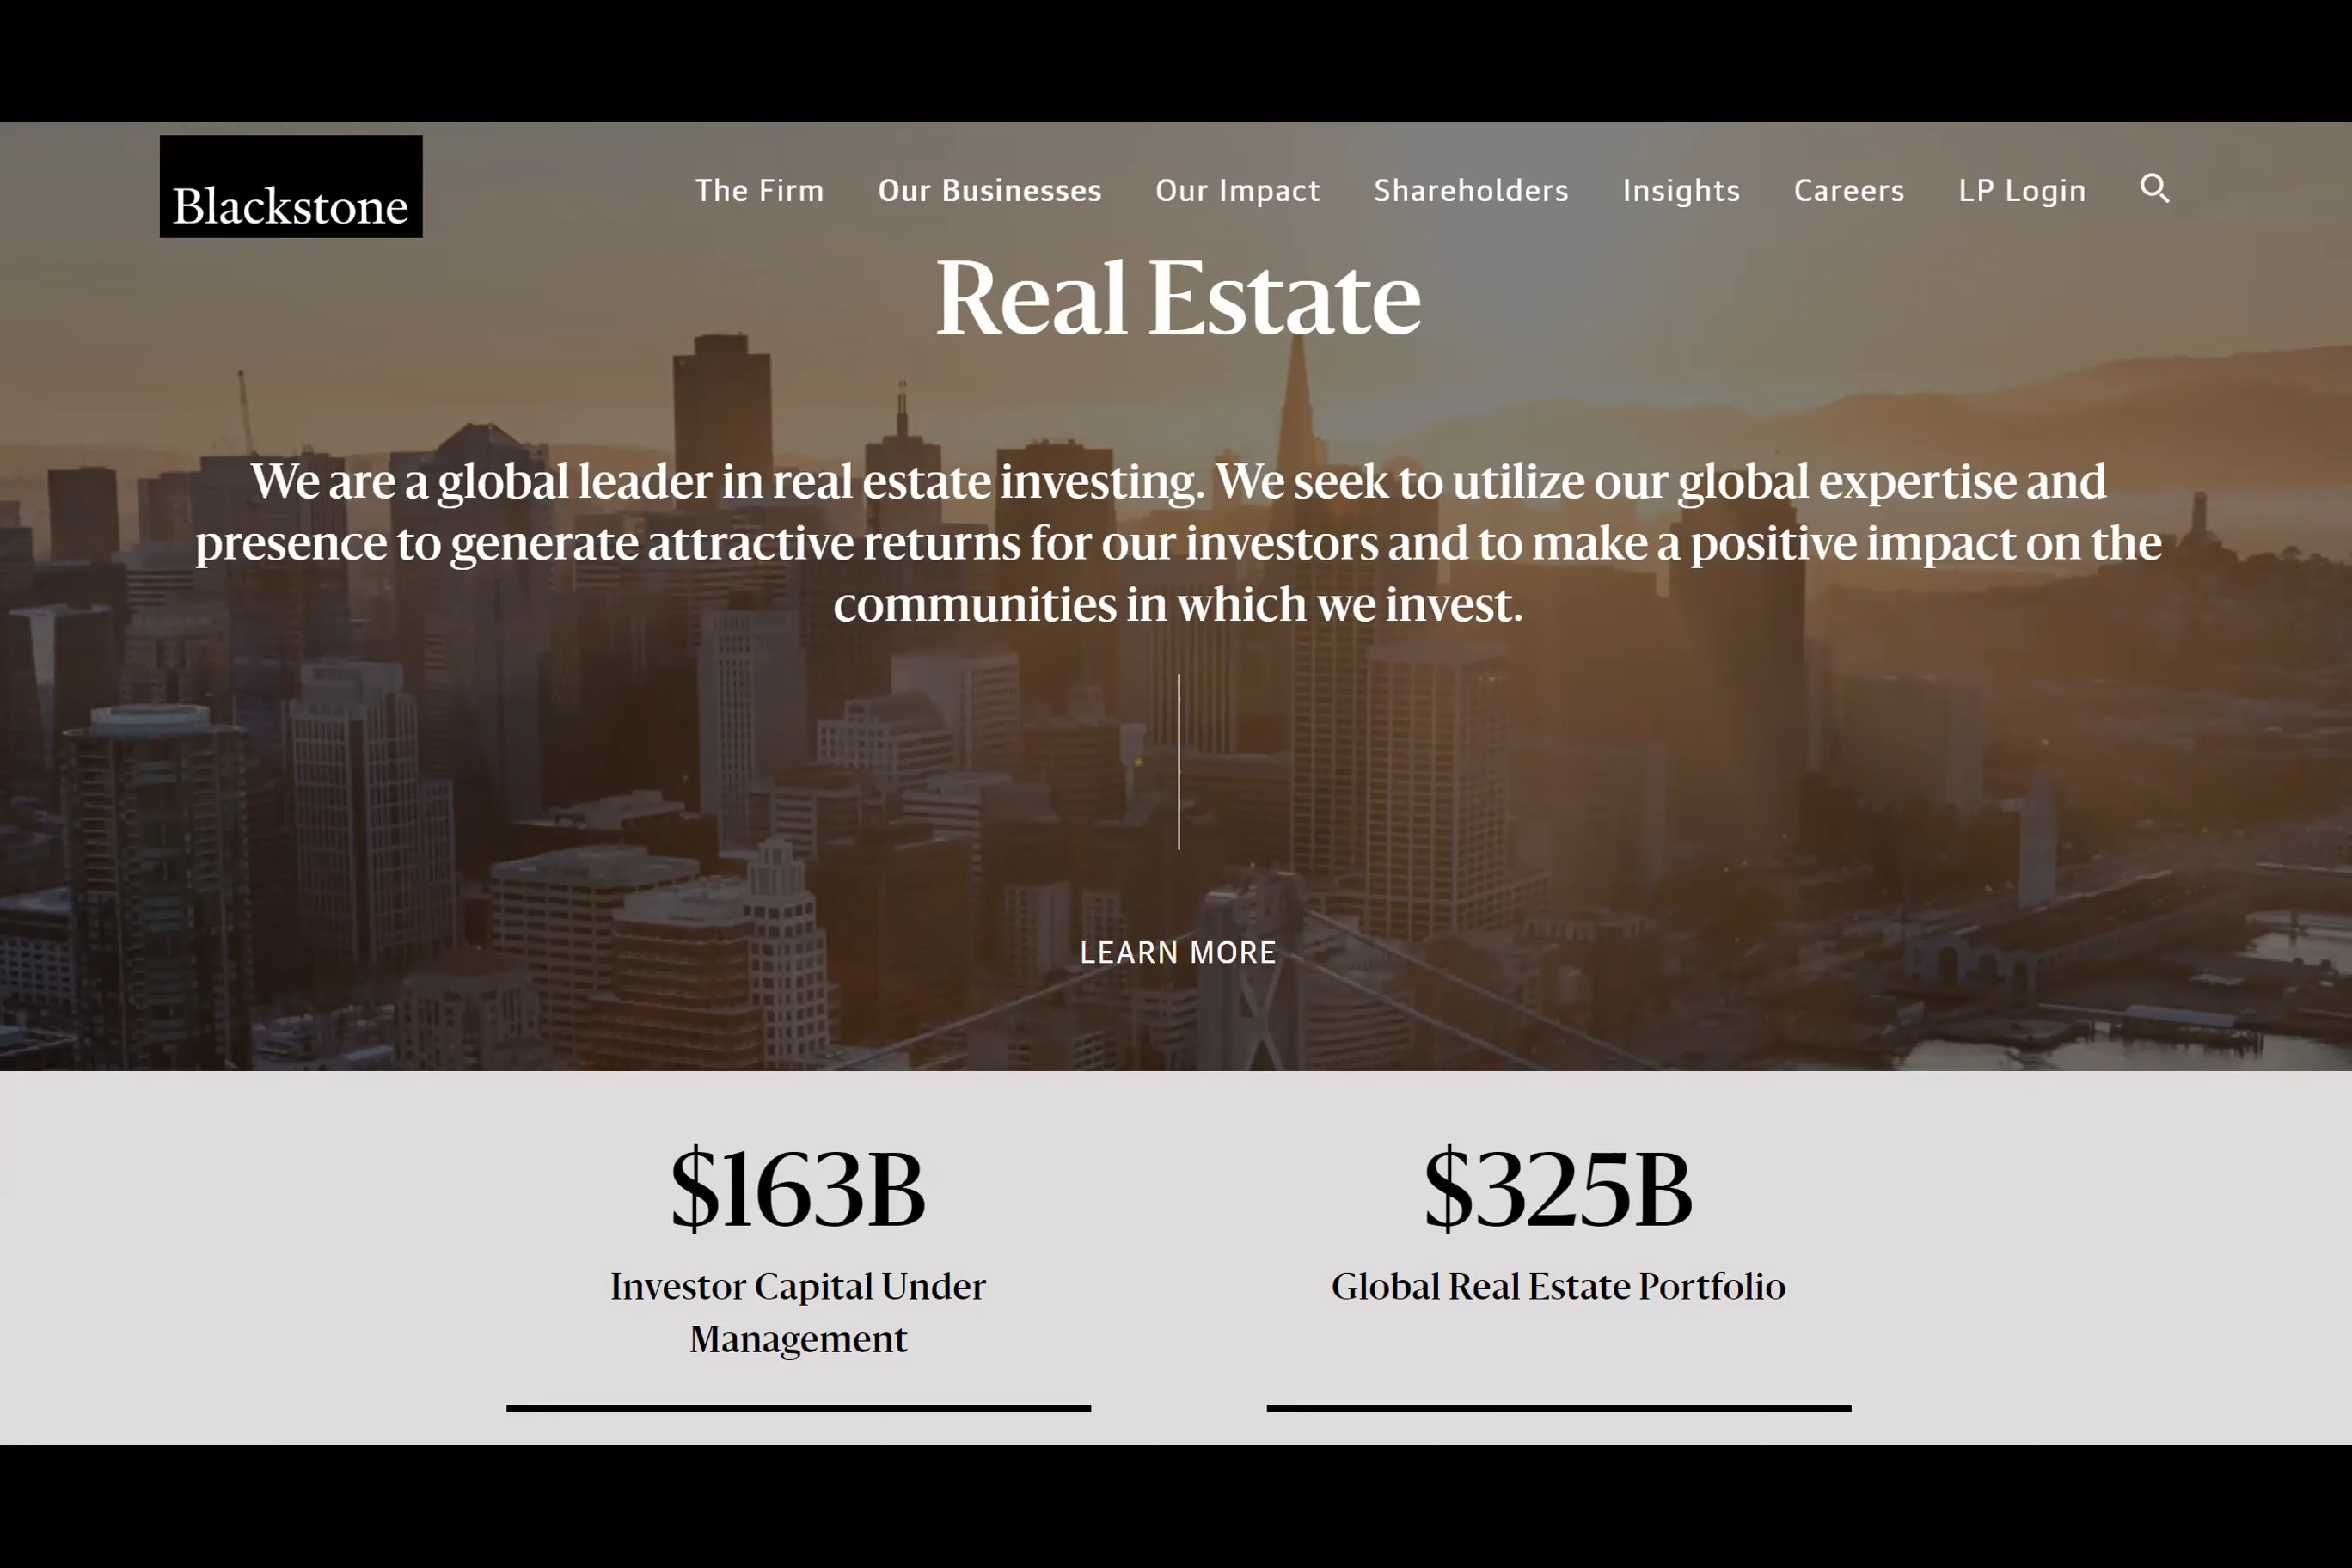 Blackstone
The Firm Our Businesses Our Impact Shareholders Insights Careers LP Login
Real Estate
We are a global leader in real estate investing. We seek to utilize our global expertise and
presence to generate attractive returns for our investors and to make a positive impact on the
communities in which we invest.
LEARN MORE
$163B
Investor Capital Under
Management
$325B
Global Real Estate Portfolio